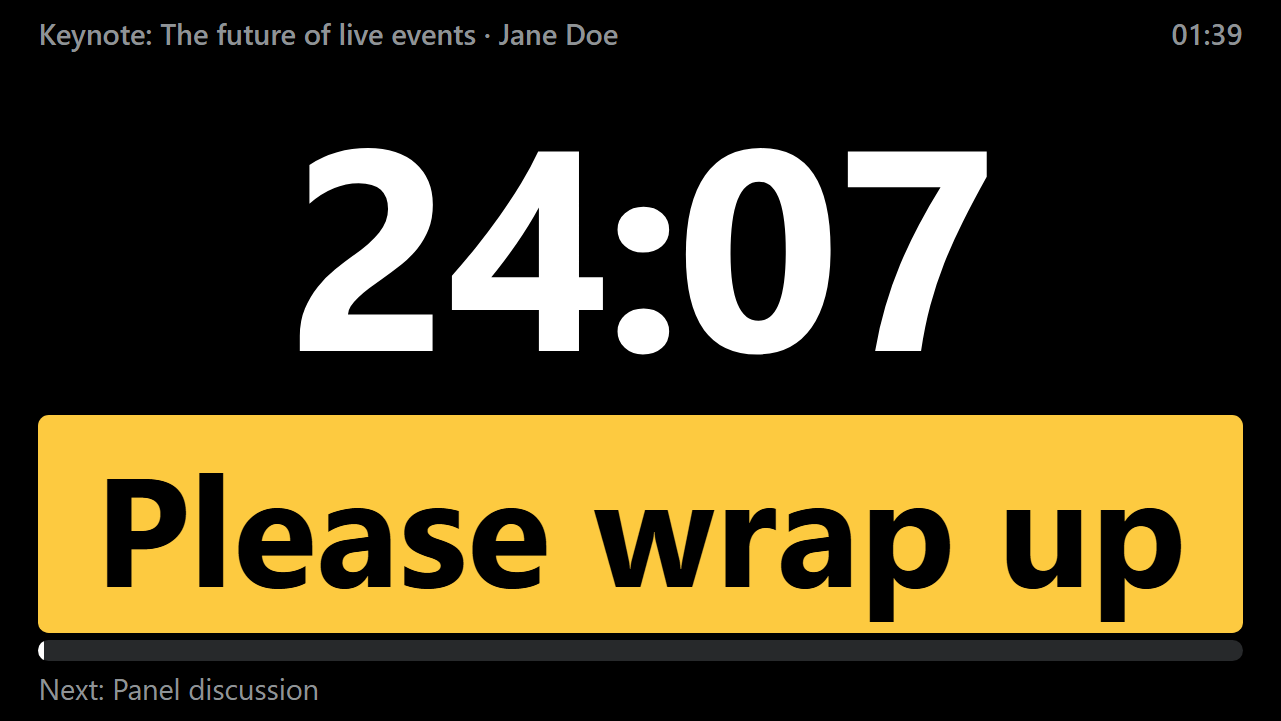 Keynote: The future of live events · Jane Doe
01:39
24:07
Please wrap up
Next: Panel discussion